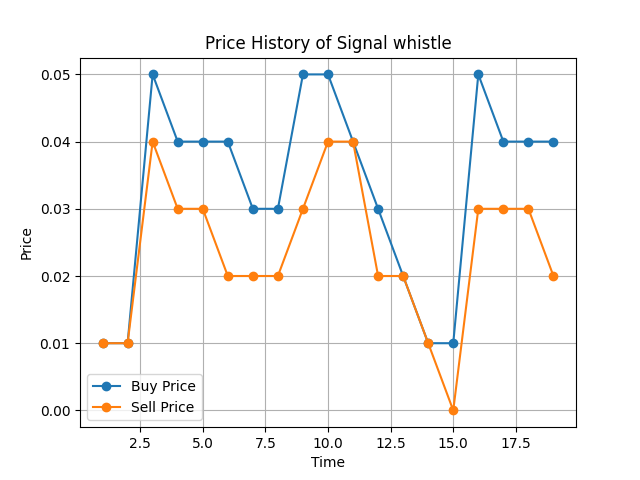 Price History of Signal whistle
0.05
0.04
0.03
0.02
0.01
0.00
Price
Buy Price
Sell Price
2.5 5.0 7.5 10.0 12.5 15.0 17.5
Time